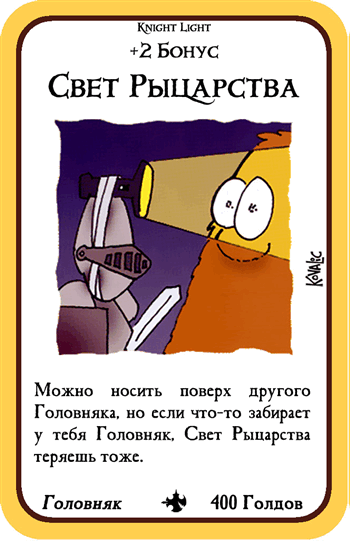 Knight Light
+2 Бонус
Свет Рыцарства
Kovalic
Можно носить поверх другого
Головняка, но если что-то забирает
у тебя Головняк, Свет Рыцарства
теряешь тоже.
Головняк 400 Голдов